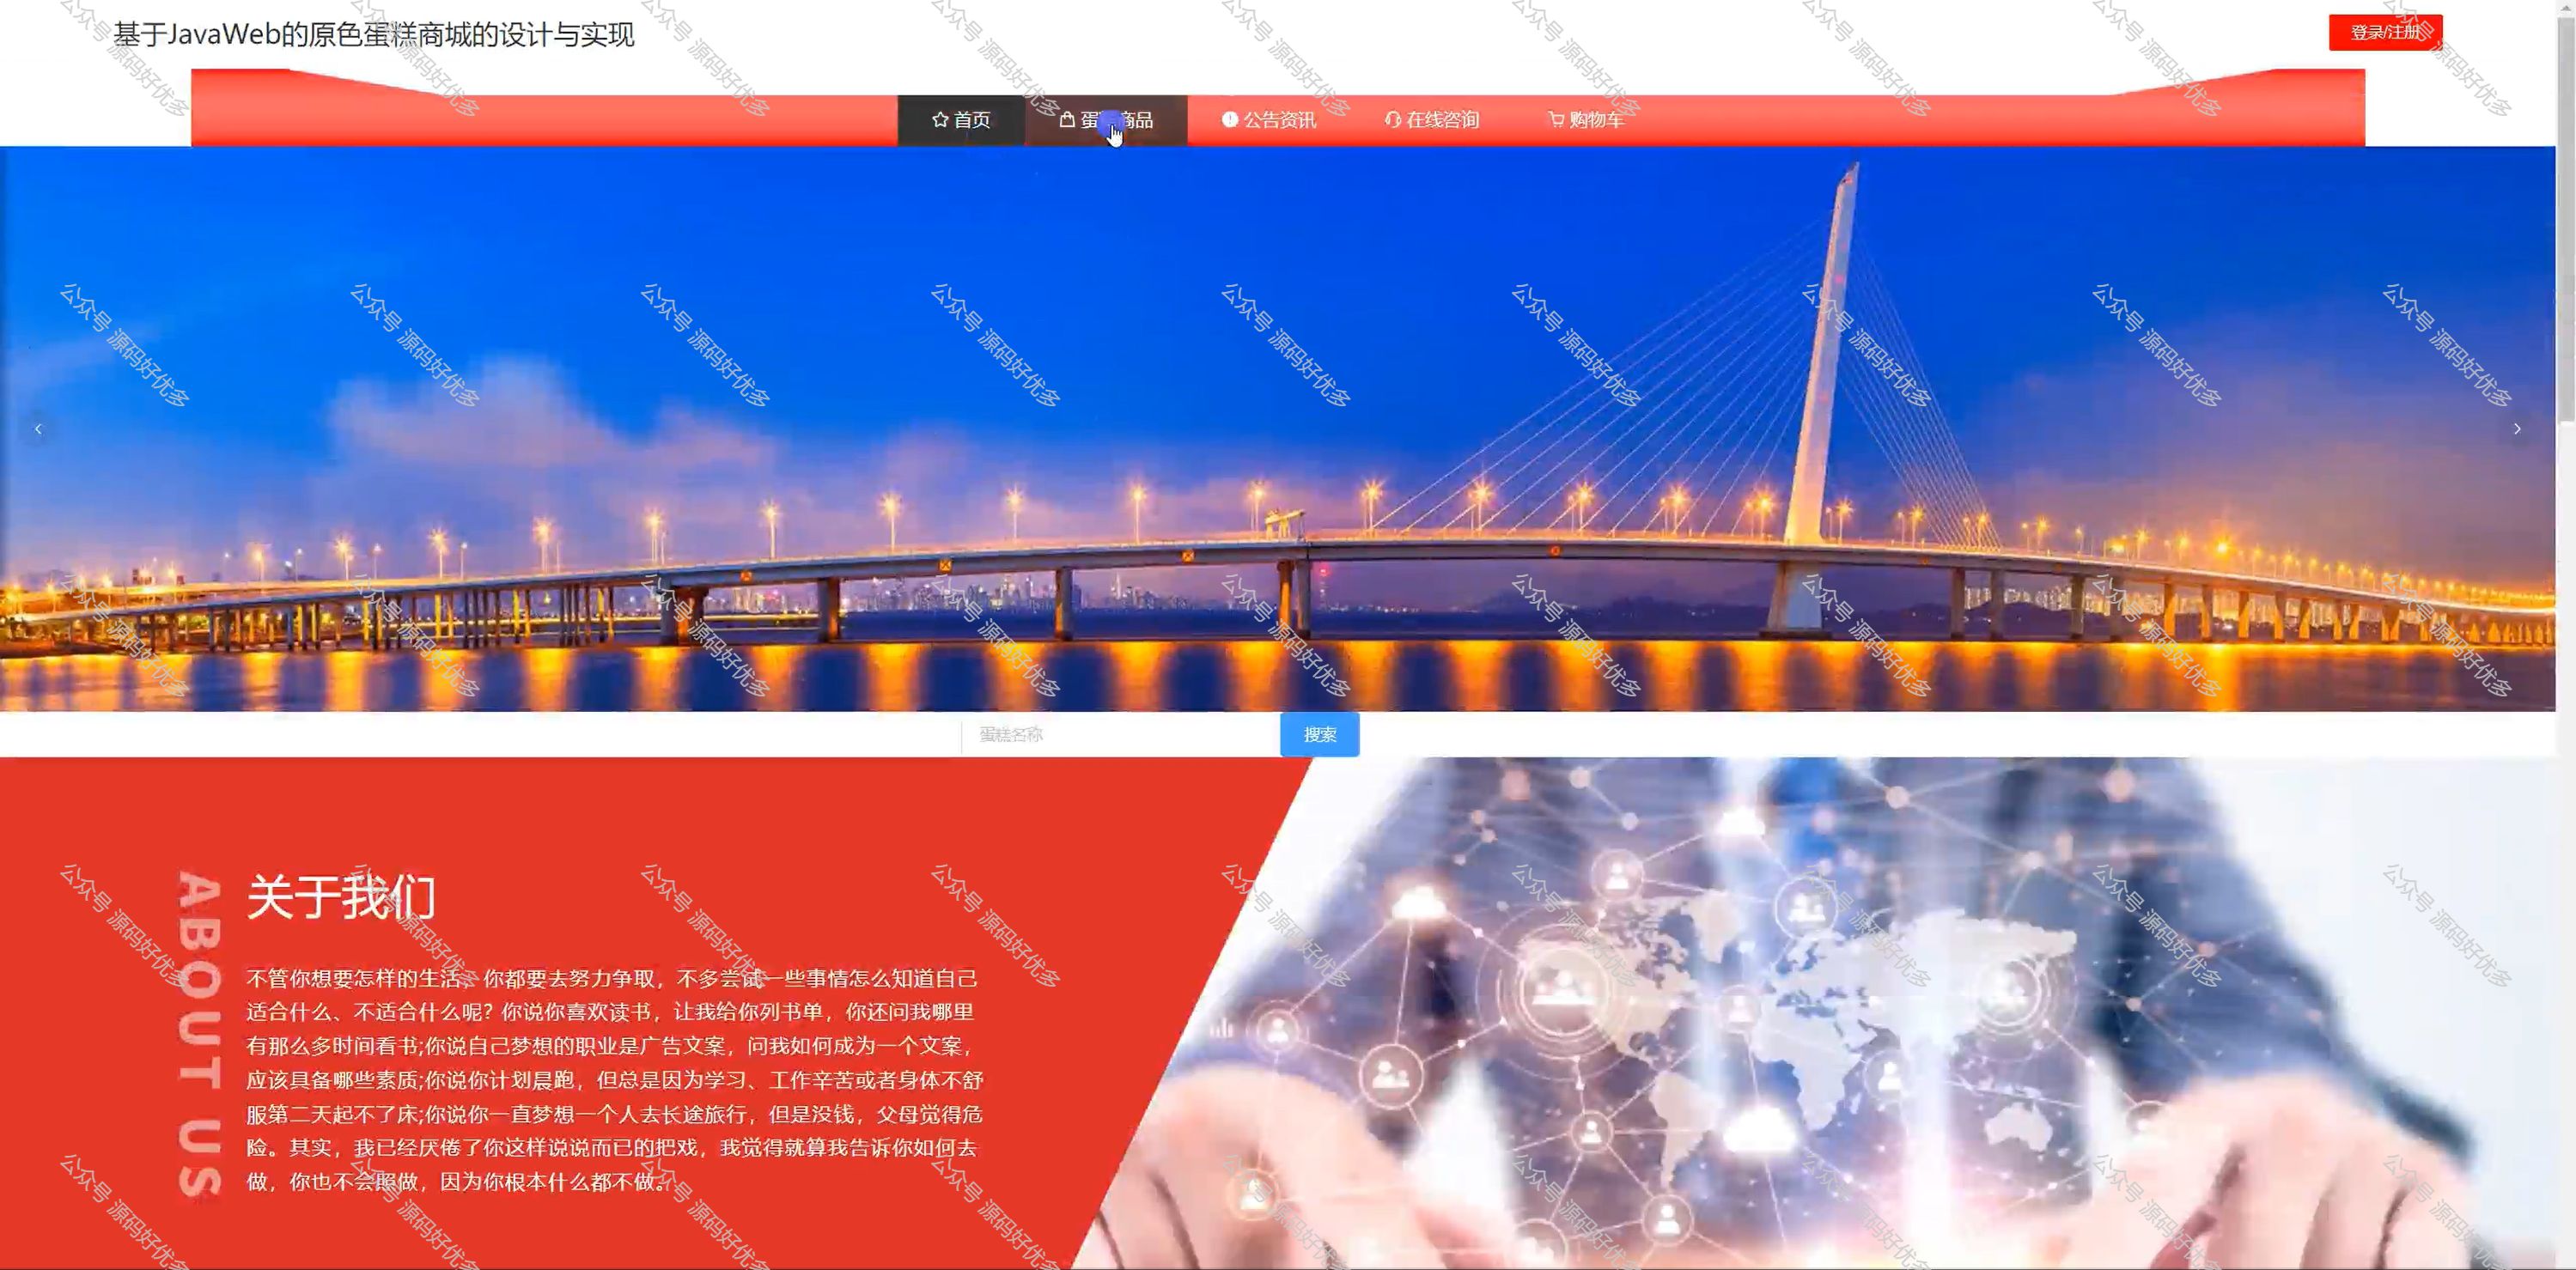 基于JavaWeb的原色蛋糕商城的设计与实现
登录/注册
首页
蛋糕商品
公告资讯
在线咨询
购物车
蛋糕名称
搜索
ABOUT US
关于我们
不管你想要怎样的生活，你都要去努力争取，不多尝试一些事情怎么知道自己
适合什么、不适合什么呢？你说你喜欢读书，让我给你列书单，你还问我哪里
有那么多时间看书;你说自己梦想的职业是广告文案，问我如何成为一个文案，
应该具备哪些素质;你说你计划晨跑，但总是因为学习、工作辛苦或者身体不舒
服第二天起不了床;你说你一直梦想一个人去长途旅行，但是没钱，父母觉得危
险。其实，我已经厌倦了你这样说说而已的把戏，我觉得就算我告诉你如何去
做，你也不会照做，因为你根本什么都不做。
公众号 源码好优多